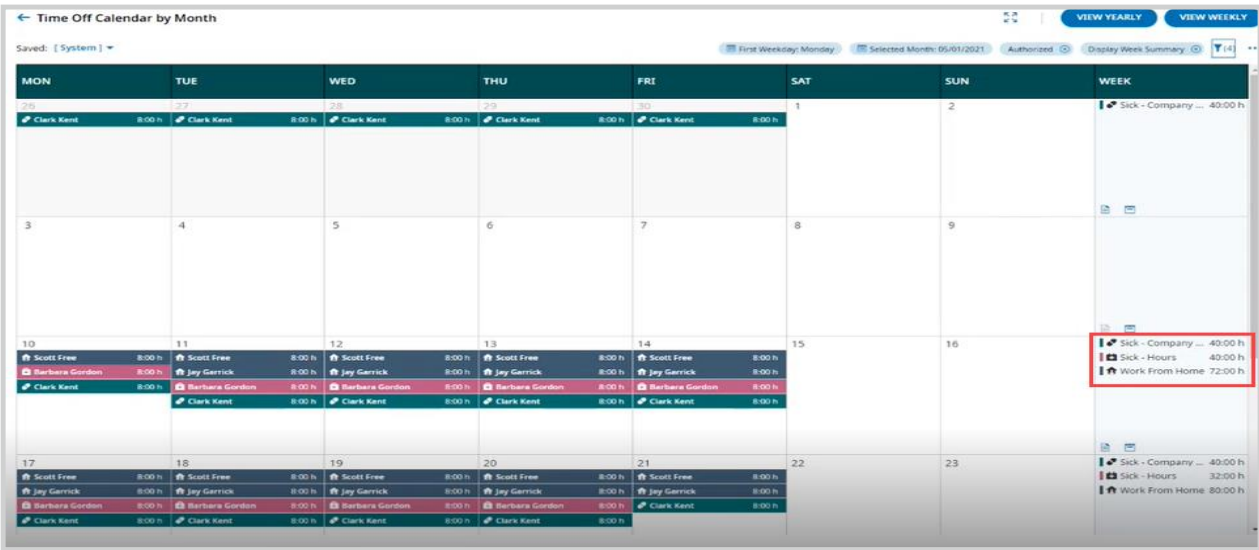 ← Time Off Calendar by Month
VIEW YEARLY VIEW WEEKLY
Saved: [ System ]
First Weekday: Monday Selected Month: 05/01/2021 Authorized Display Week Summary (4)
MON TUE WED THU FRI SAT SUN WEEK
26 27 28 29 30 1 2 Sick - Company ... 40:00 h
Clark Kent 8:00 h Clark Kent 8:00 h Clark Kent 8:00 h Clark Kent 8:00 h Clark Kent 8:00 h
3 4 5 6 7 8 9
10 11 12 13 14 15 16 Sick - Company ... 40:00 h
Scott Free 8:00 h Scott Free 8:00 h Scott Free 8:00 h Scott Free 8:00 h Scott Free 8:00 h Sick - Hours 40:00 h
Barbara Gordon 8:00 h Jay Garrick 8:00 h Jay Garrick 8:00 h Jay Garrick 8:00 h Jay Garrick 8:00 h Work From Home 72:00 h
Clark Kent 8:00 h Barbara Gordon 8:00 h Barbara Gordon 8:00 h Barbara Gordon 8:00 h Barbara Gordon 8:00 h
Clark Kent 8:00 h Clark Kent 8:00 h Clark Kent 8:00 h Clark Kent 8:00 h
17 18 19 20 21 22 23 Sick - Company ... 40:00 h
Scott Free 8:00 h Scott Free 8:00 h Scott Free 8:00 h Scott Free 8:00 h Scott Free 8:00 h Sick - Hours 32:00 h
Jay Garrick 8:00 h Jay Garrick 8:00 h Jay Garrick 8:00 h Jay Garrick 8:00 h Jay Garrick 8:00 h Work From Home 80:00 h
Barbara Gordon 8:00 h Barbara Gordon 8:00 h Barbara Gordon 8:00 h Barbara Gordon 8:00 h Clark Kent 8:00 h
Clark Kent 8:00 h Clark Kent 8:00 h Clark Kent 8:00 h Clark Kent 8:00 h